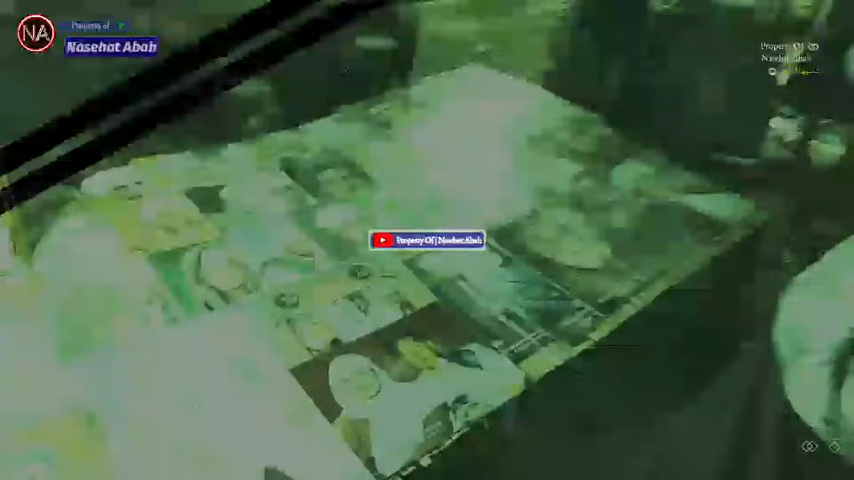 NA
Property of
Nasehat Abah
Property Of
Nasehat Abah
Property Of | Nasehat Abah